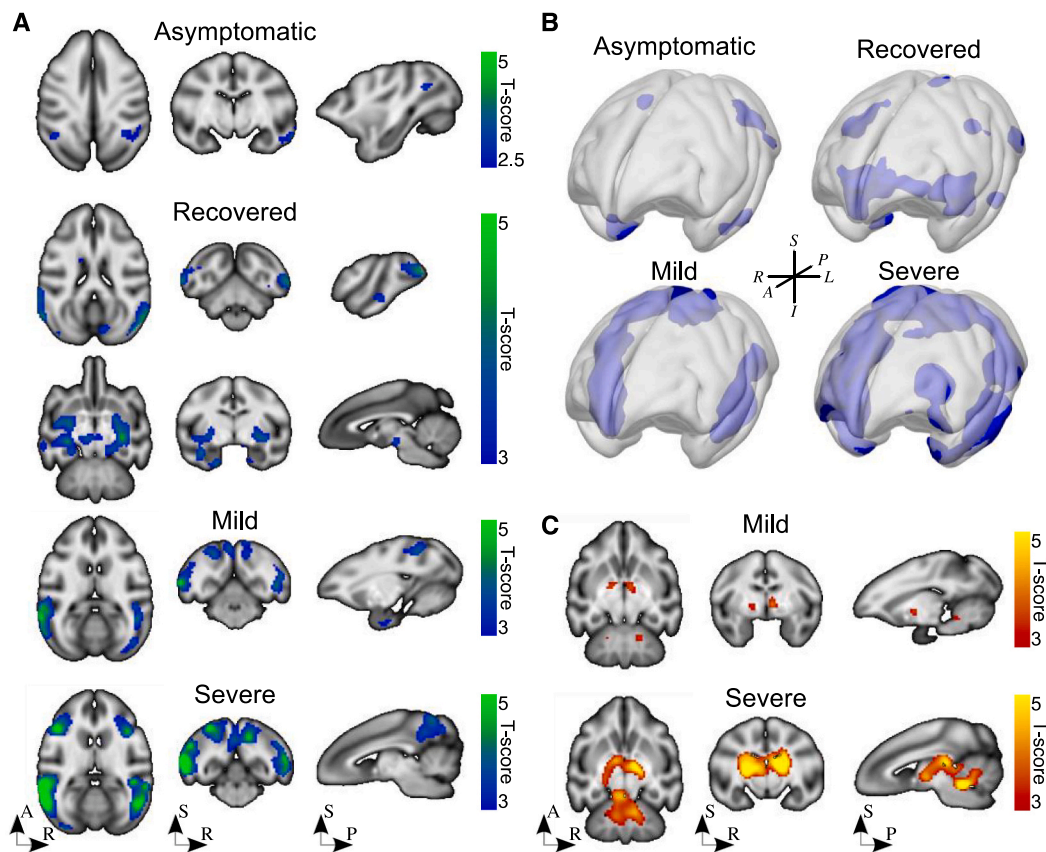 A
Asymptomatic
5
T-score
2.5
Recovered
5
T-score
3
Mild
5
T-score
3
Severe
5
T-score
3
A
R
S
R
S
P
B
Asymptomatic
Recovered
Mild
Severe
S
P
R
L
A
I
C
Mild
5
T-score
3
Severe
5
T-score
3
A
R
S
R
S
P